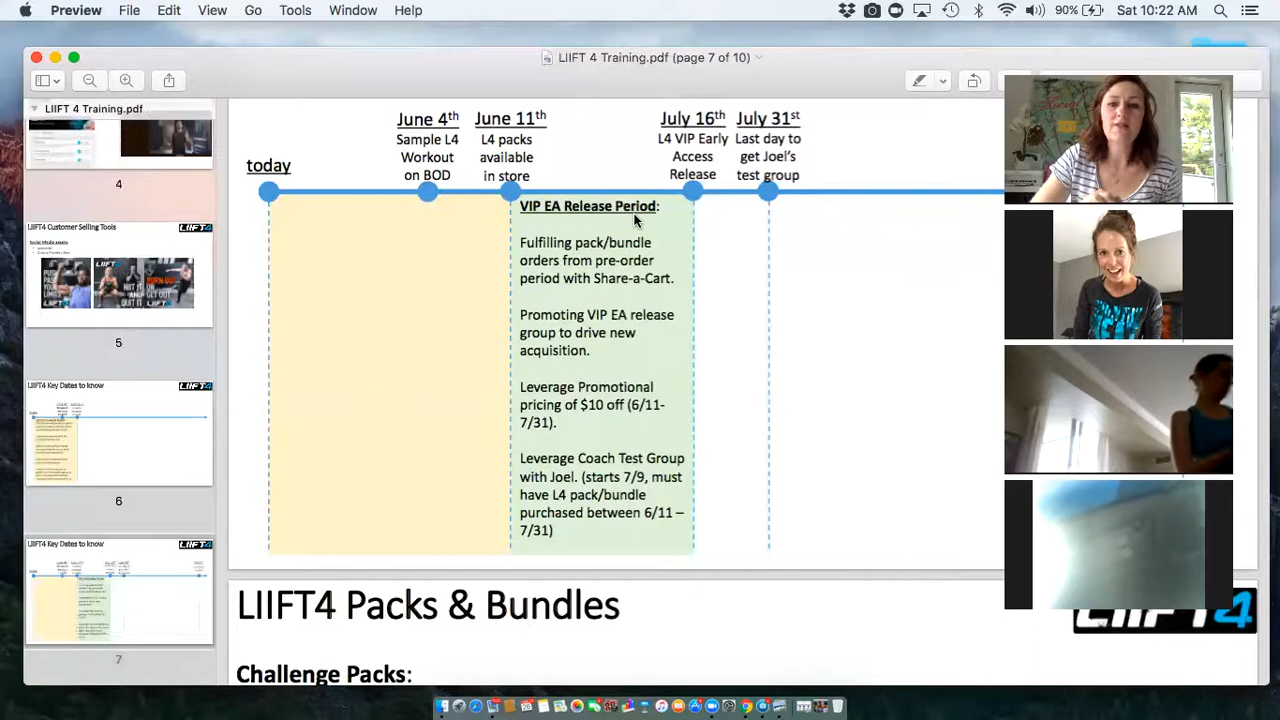 Preview File Edit View Go Tools Window Help
90% Sat 10:22 AM
LIIFT 4 Training.pdf (page 7 of 10)
LIIFT 4 Training.pdf
4
LIIFT4 Customer Selling Tools
LIIFT4
5
LIIFT4 Key Dates to know
LIIFT4
6
LIIFT4 Key Dates to know
LIIFT4
7
today
June 4th
Sample L4
Workout
on BOD
June 11th
L4 packs
available
in store
July 16th
L4 VIP Early
Access
Release
July 31st
Last day to
get Joel's
test group
VIP EA Release Period:
Fulfilling pack/bundle
orders from pre-order
period with Share-a-Cart.
Promoting VIP EA release
group to drive new
acquisition.
Leverage Promotional
pricing of $10 off (6/11-
7/31).
Leverage Coach Test Group
with Joel. (starts 7/9, must
have L4 pack/bundle
purchased between 6/11 –
7/31)
LIIFT4 Packs & Bundles
LIIFT4
Challenge Packs: